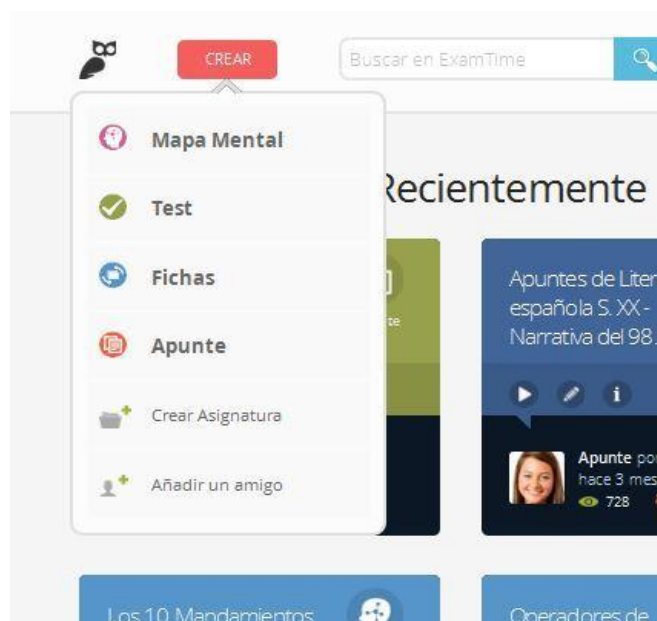 CREAR
Buscar en ExamTime
Mapa Mental
Test
Fichas
Apunte
Crear Asignatura
Añadir un amigo
Recientemente
Apuntes de Liter
española S. XX -
Narrativa del 98
Apunte po
hace 3 mes
728
Los 10 Mandamientos
Operadores de